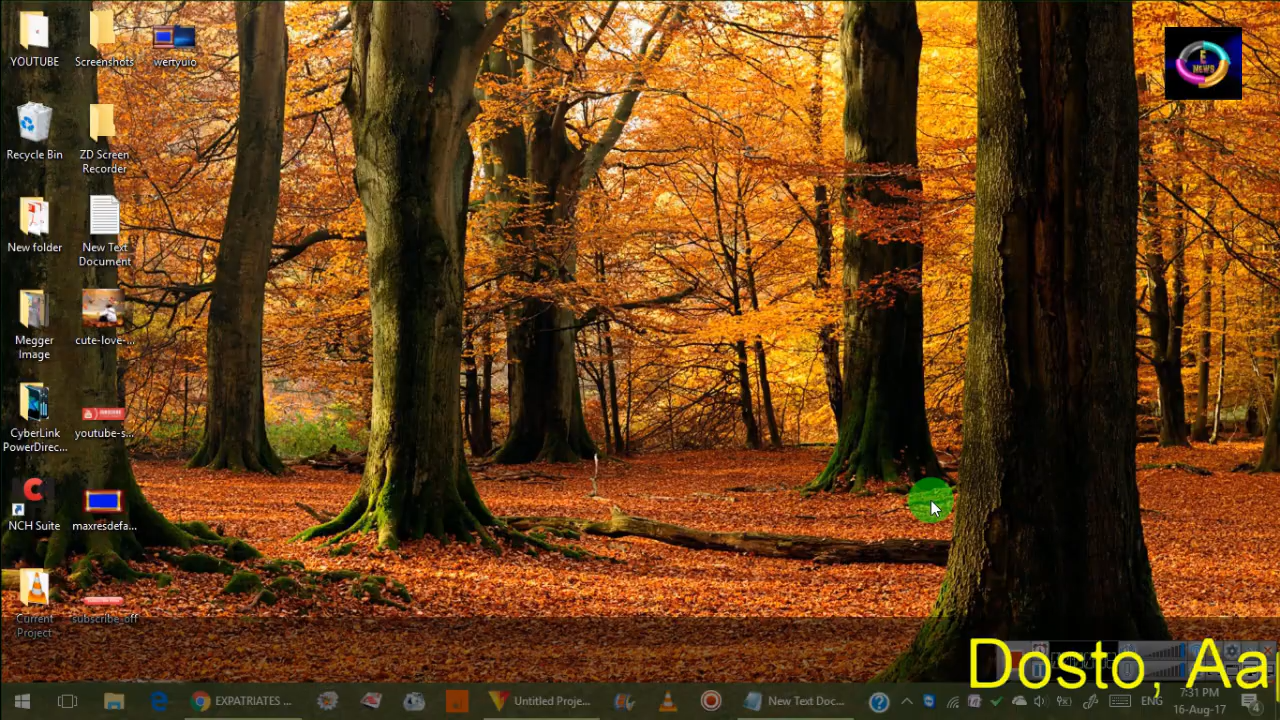 YOUTUBE
Screenshots
wertyuio
E
NEWS
Recycle Bin
ZD Screen
Recorder
New folder
New Text
Document
Megger
Image
cute-love-...
CyberLink
PowerDirec...
youtube-s...
NCH Suite
maxresdefa...
Current
Project
subscribe-off
Dosto, Aa
EXPATRIATES ...
Untitled Proje...
New Text Doc...
ENG
7:31 PM
16-Aug-17
4